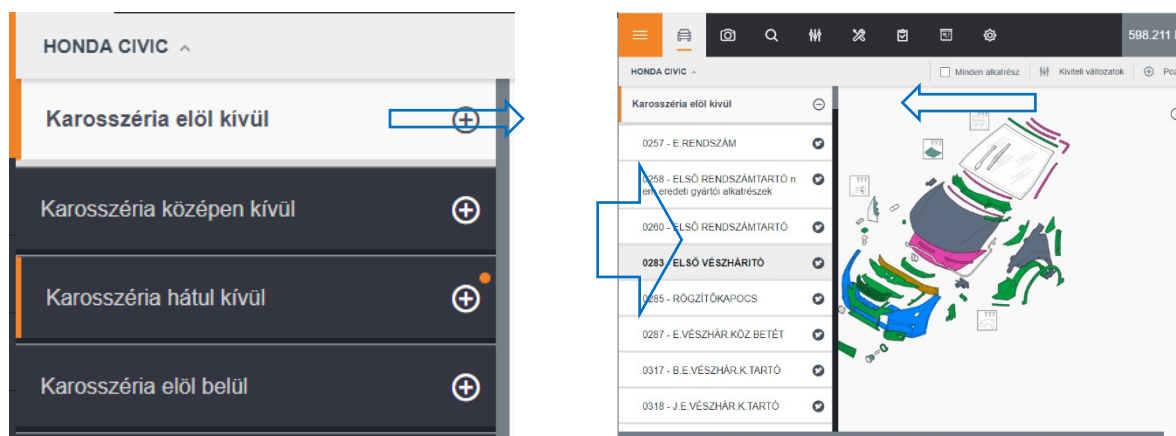 HONDA CIVIC
Karosszéria elöl kívül
Karosszéria középen kívül
Karosszéria hátul kívül
Karosszéria elöl belül
598.211
HONDA CIVIC
Minden alkatrész
Kiviteli változatok
Karosszéria elöl kívül
0257 - E.RENDSZÁM
0258 - ELSŐ RENDSZÁMTARTÓ n
em eredeti gyártói alkatrészek
0260 - ELSŐ RENDSZÁMTARTÓ
0283 - ELSŐ VÉSZHÁRITÓ
0285 - RÖGZÍTŐKAPOCS
0287 - E.VÉSZHÁR.KÖZ.BETÉT
0317 - B.E.VÉSZHÁR.K.TARTÓ
0318 - J.E.VÉSZHÁR.K.TARTÓ